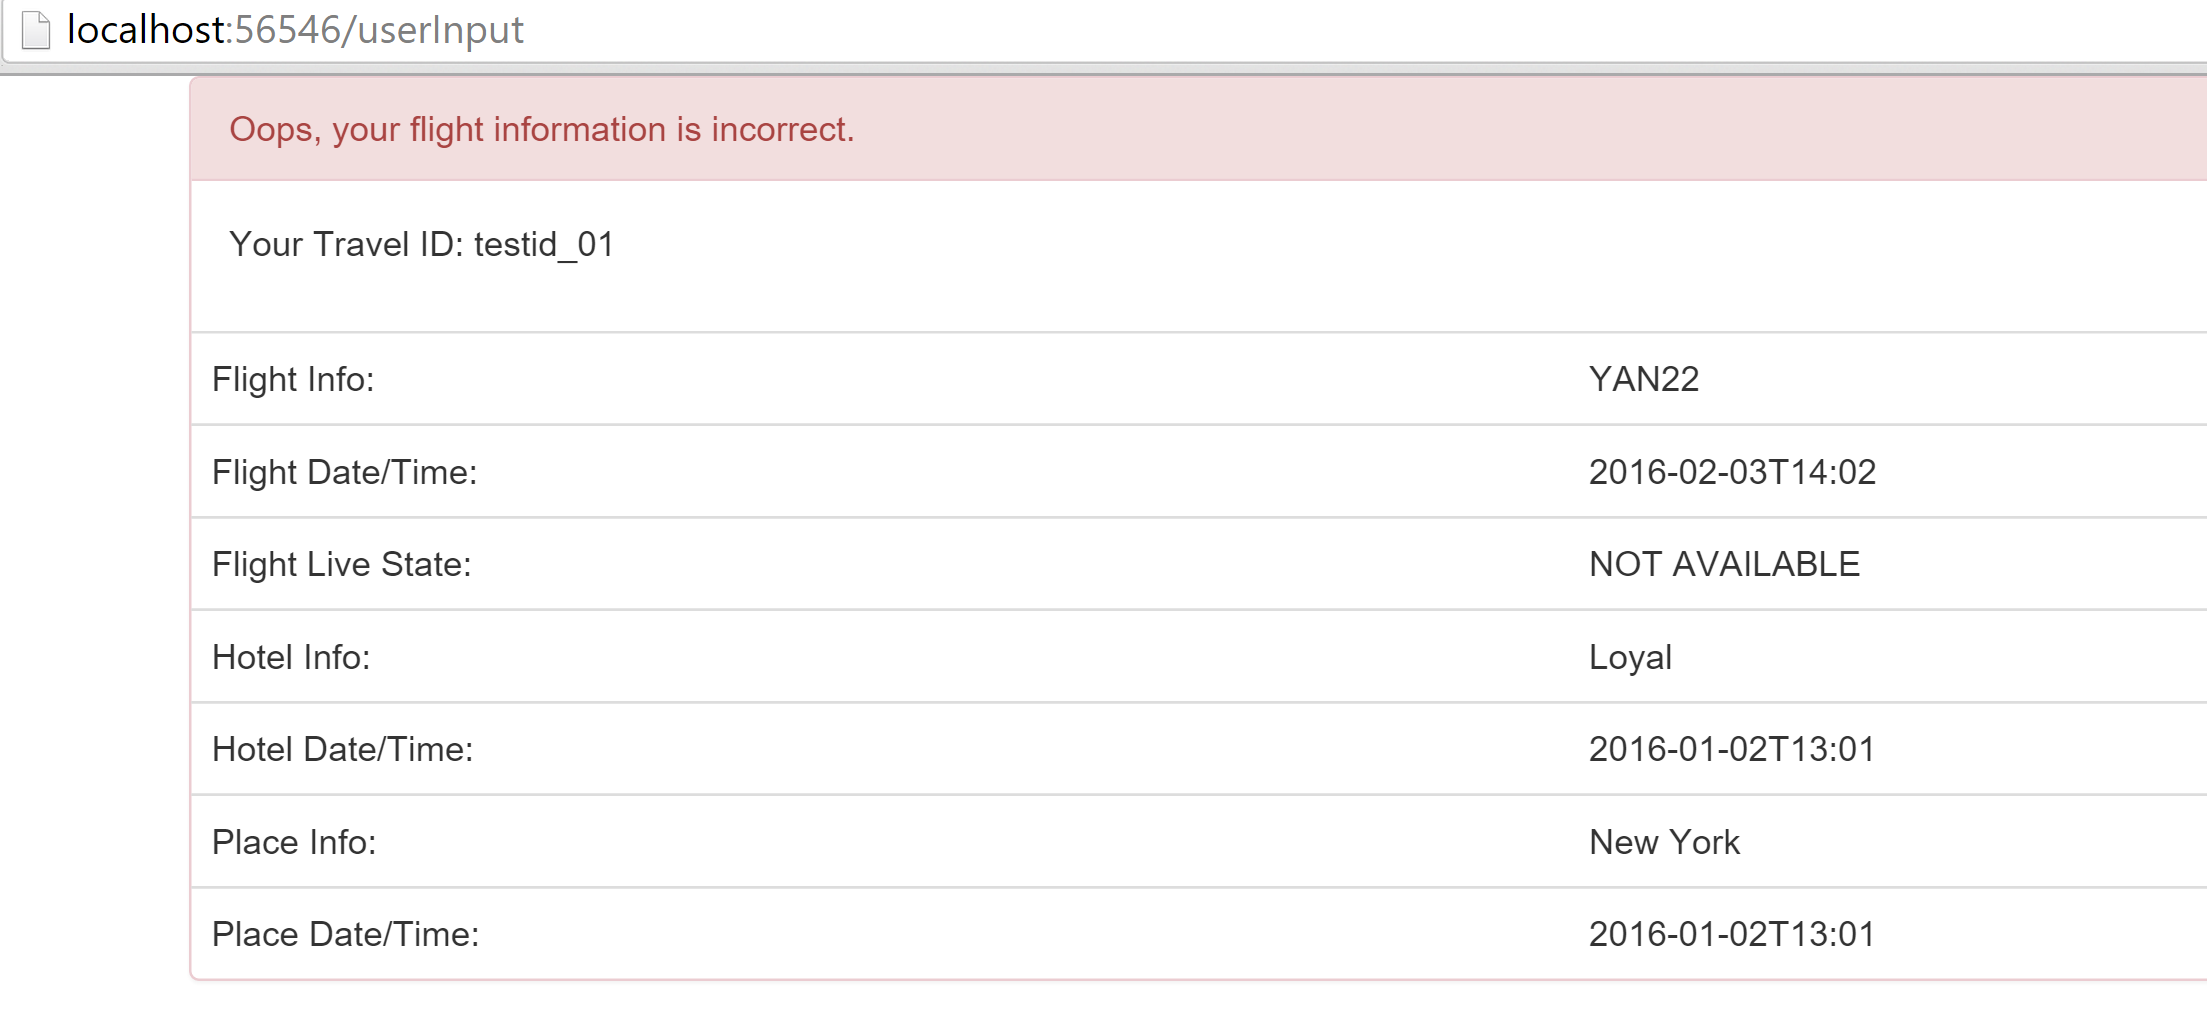 localhost:56546/userInput
Oops, your flight information is incorrect.
Your Travel ID: testid_01
Flight Info: YAN22
Flight Date/Time: 2016-02-03T14:02
Flight Live State: NOT AVAILABLE
Hotel Info: Loyal
Hotel Date/Time: 2016-01-02T13:01
Place Info: New York
Place Date/Time: 2016-01-02T13:01